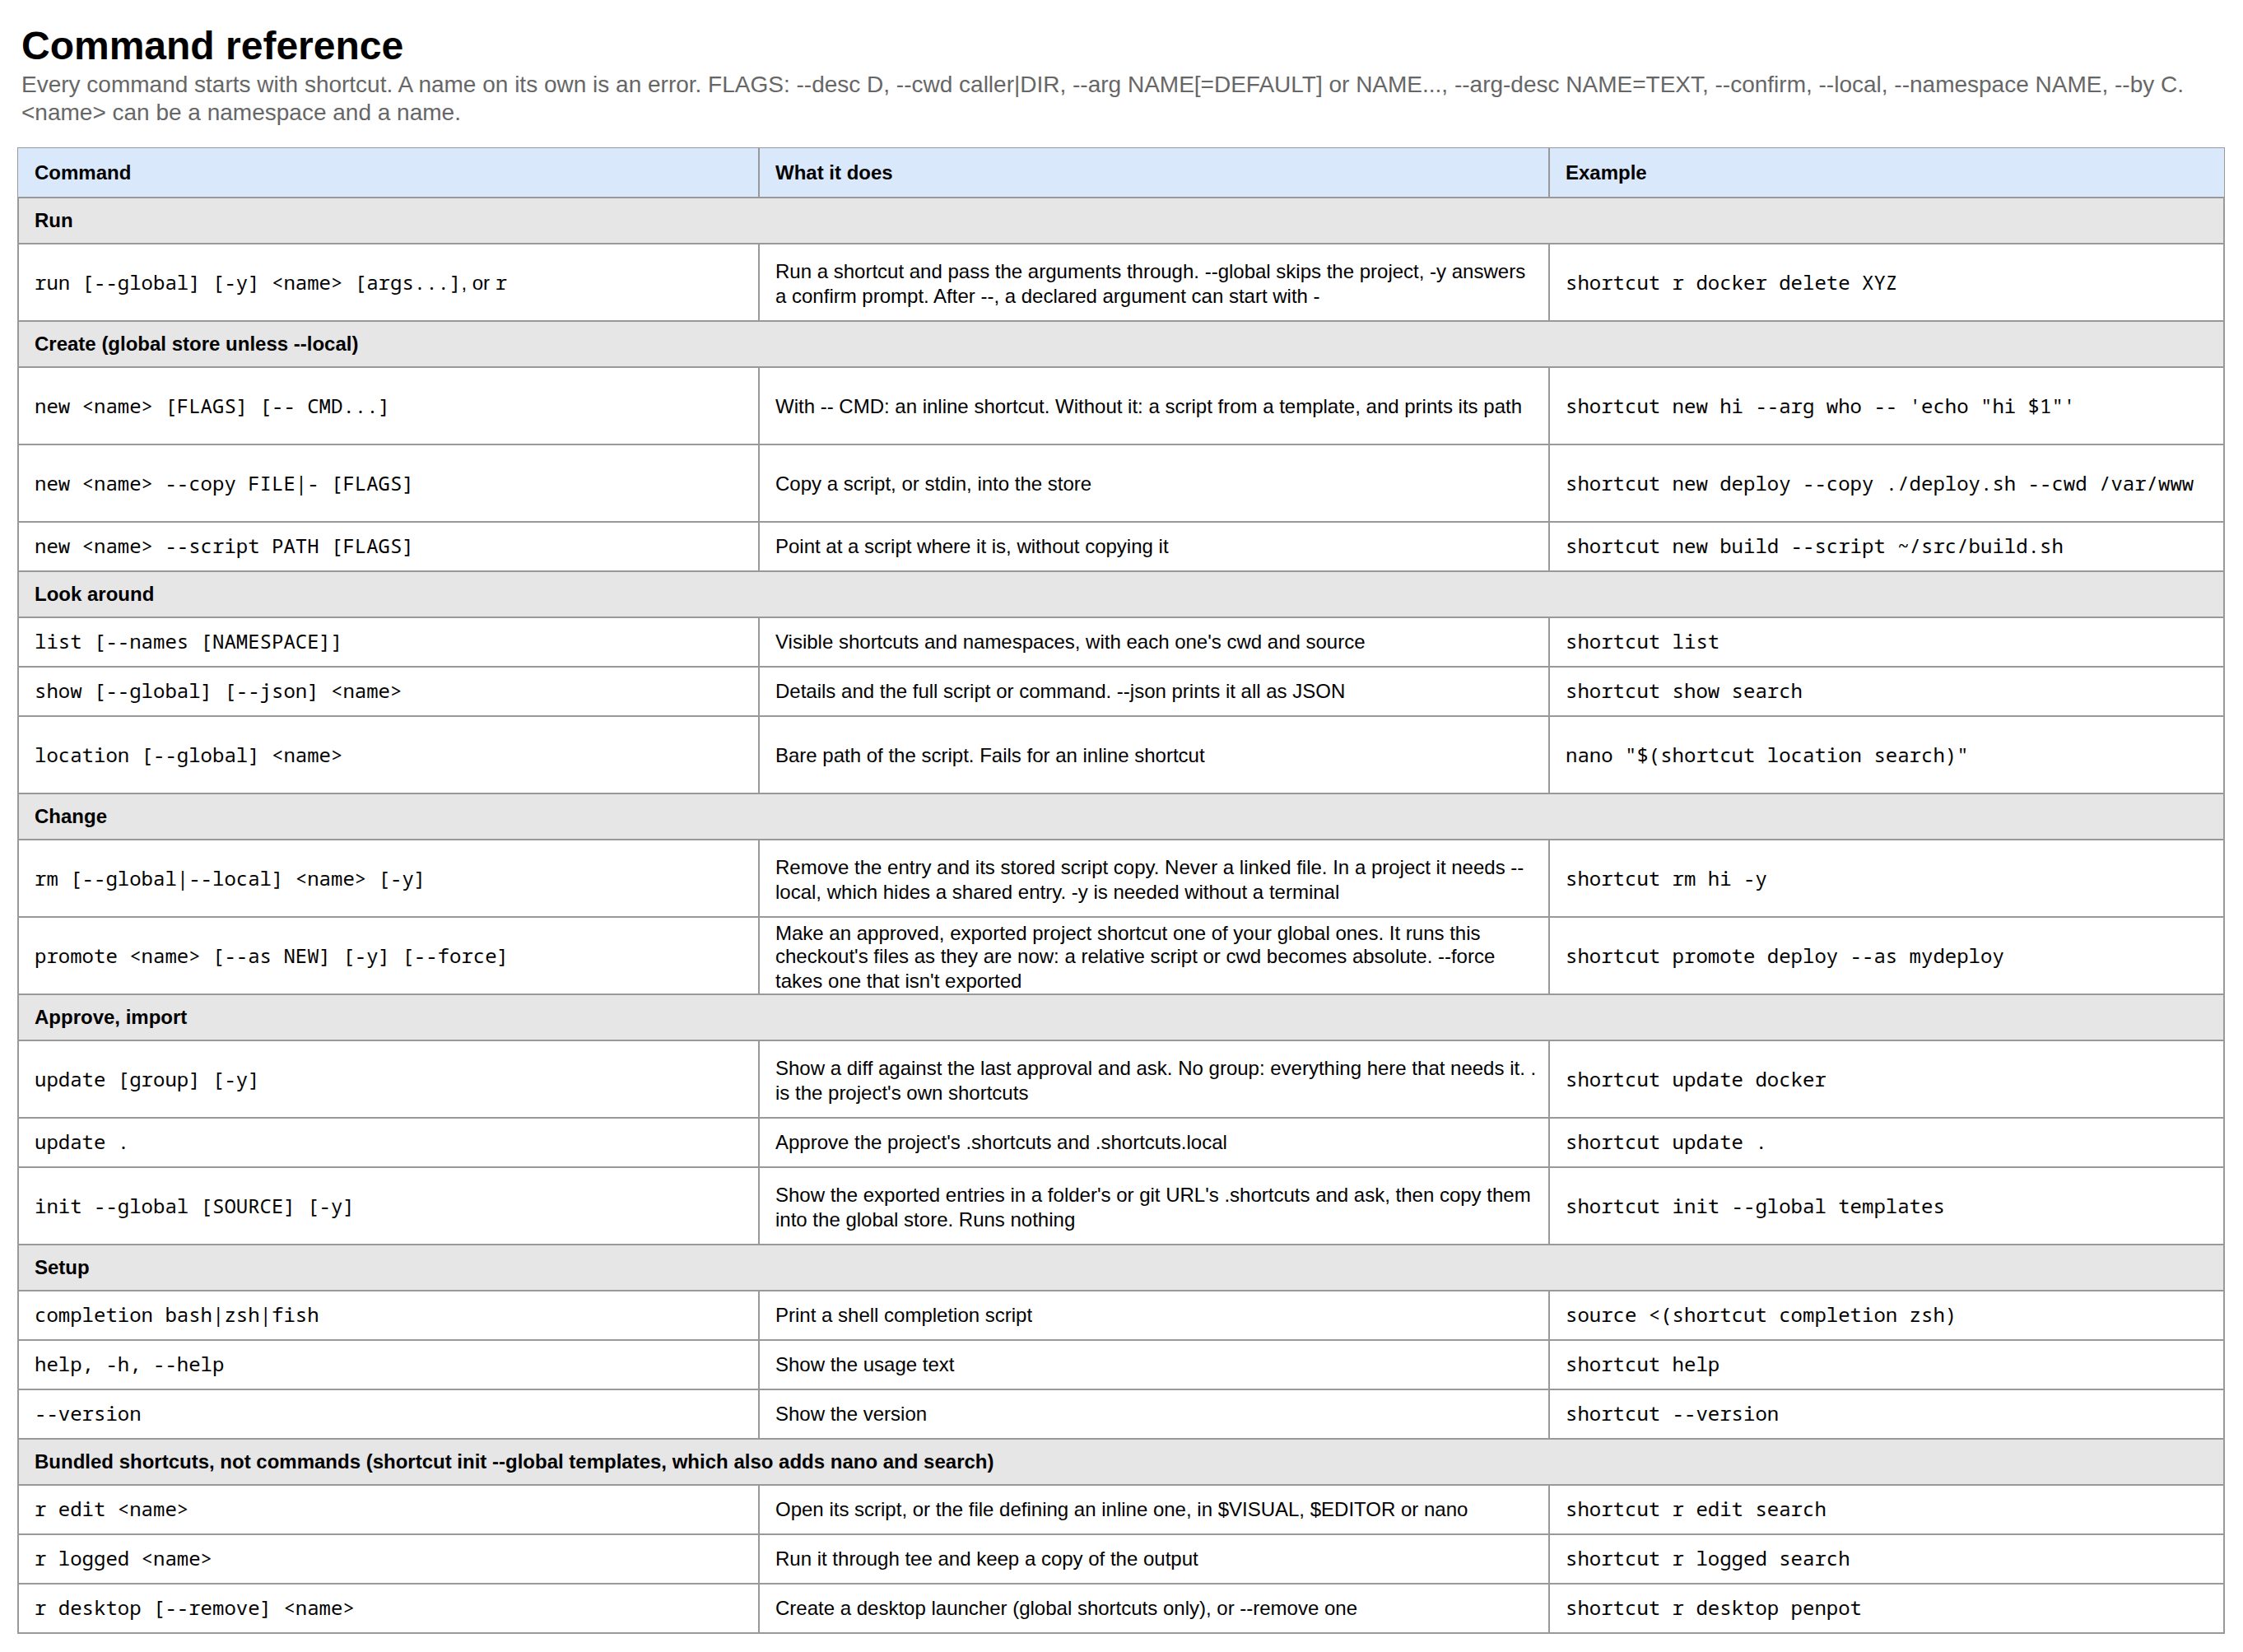 Command reference
Every command starts with shortcut. A name on its own is an error. FLAGS: --desc D, --cwd caller|DIR, --arg NAME[=DEFAULT] or NAME..., --arg-desc NAME=TEXT, --confirm, --local, --namespace NAME, --by C.
<name> can be a namespace and a name.
Command
What it does
Example
Run
run [--global] [-y] <name> [args...], or r
Run a shortcut and pass the arguments through. --global skips the project, -y answers
a confirm prompt. After --, a declared argument can start with -
shortcut r docker delete XYZ
Create (global store unless --local)
new <name> [FLAGS] [-- CMD...]
With -- CMD: an inline shortcut. Without it: a script from a template, and prints its path
shortcut new hi --arg who -- 'echo "hi $1"'
new <name> --copy FILE|- [FLAGS]
Copy a script, or stdin, into the store
shortcut new deploy --copy ./deploy.sh --cwd /var/www
new <name> --script PATH [FLAGS]
Point at a script where it is, without copying it
shortcut new build --script ~/src/build.sh
Look around
list [--names [NAMESPACE]]
Visible shortcuts and namespaces, with each one's cwd and source
shortcut list
show [--global] [--json] <name>
Details and the full script or command. --json prints it all as JSON
shortcut show search
location [--global] <name>
Bare path of the script. Fails for an inline shortcut
nano "$(shortcut location search)"
Change
rm [--global|--local] <name> [-y]
Remove the entry and its stored script copy. Never a linked file. In a project it needs --
local, which hides a shared entry. -y is needed without a terminal
shortcut rm hi -y
promote <name> [--as NEW] [-y] [--force]
Make an approved, exported project shortcut one of your global ones. It runs this
checkout's files as they are now: a relative script or cwd becomes absolute. --force
takes one that isn't exported
shortcut promote deploy --as mydeploy
Approve, import
update [group] [-y]
Show a diff against the last approval and ask. No group: everything here that needs it. .
is the project's own shortcuts
shortcut update docker
update .
Approve the project's .shortcuts and .shortcuts.local
shortcut update .
init --global [SOURCE] [-y]
Show the exported entries in a folder's or git URL's .shortcuts and ask, then copy them
into the global store. Runs nothing
shortcut init --global templates
Setup
completion bash|zsh|fish
Print a shell completion script
source <(shortcut completion zsh)
help, -h, --help
Show the usage text
shortcut help
--version
Show the version
shortcut --version
Bundled shortcuts, not commands (shortcut init --global templates, which also adds nano and search)
r edit <name>
Open its script, or the file defining an inline one, in $VISUAL, $EDITOR or nano
shortcut r edit search
r logged <name>
Run it through tee and keep a copy of the output
shortcut r logged search
r desktop [--remove] <name>
Create a desktop launcher (global shortcuts only), or --remove one
shortcut r desktop penpot